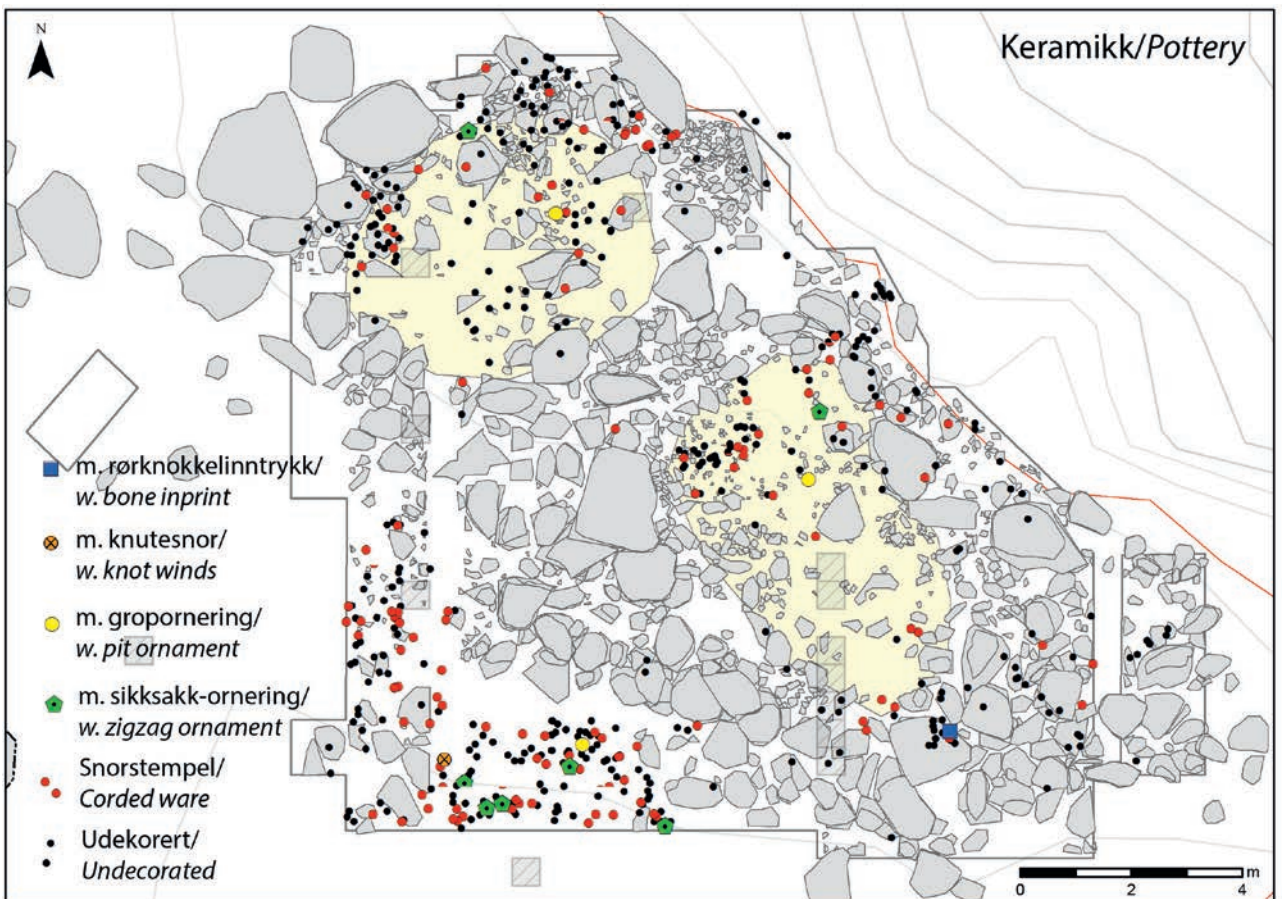 N
Keramikk/Pottery
m. rørknokkelinntrykk/
w. bone inprint
m. knutesnor/
w. knot winds
m. gropornering/
w. pit ornament
m. sikksakk-ornering/
w. zigzag ornament
Snorstempel/
Corded ware
Udekorert/
Undecorated
m
0 2 4